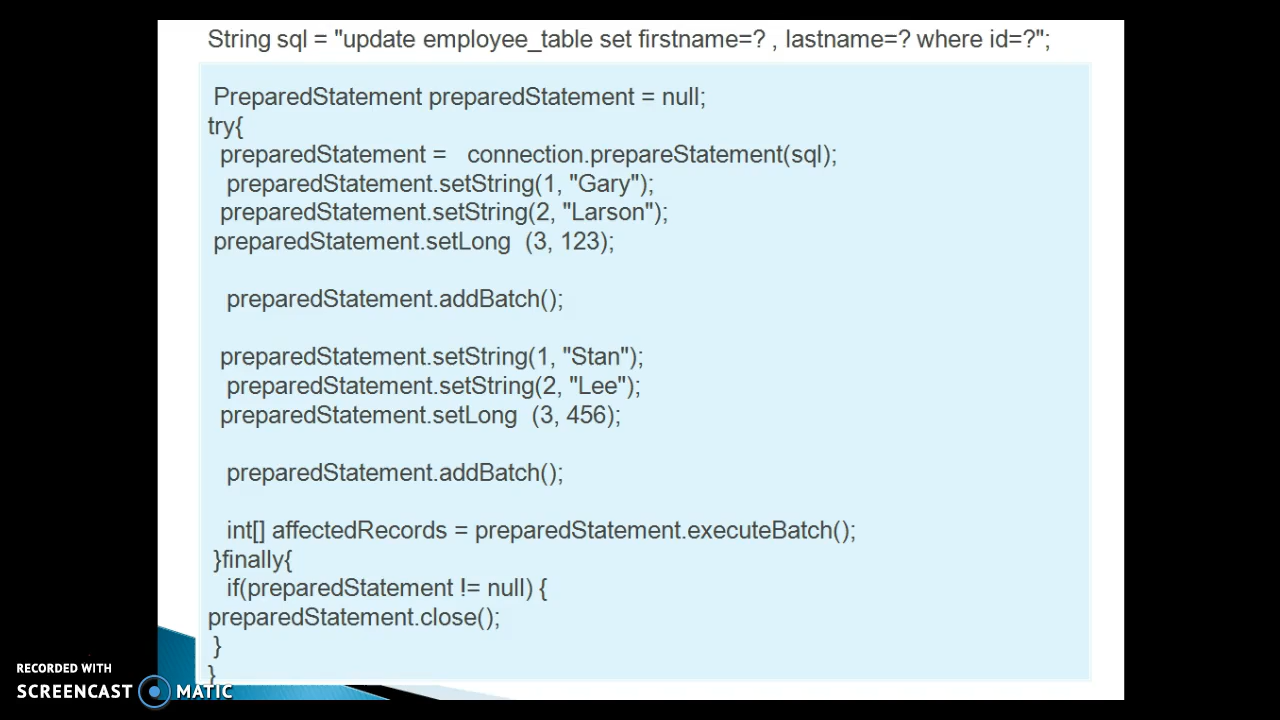 String sql = "update employee_table set firstname=? , lastname=? where id=?";
PreparedStatement preparedStatement = null;
try{
preparedStatement = connection.prepareStatement(sql);
preparedStatement.setString(1, "Gary");
preparedStatement.setString(2, "Larson");
preparedStatement.setLong (3, 123);
preparedStatement.addBatch();
preparedStatement.setString(1, "Stan");
preparedStatement.setString(2, "Lee");
preparedStatement.setLong (3, 456);
preparedStatement.addBatch();
int[] affectedRecords = preparedStatement.executeBatch();
}finally{
if(preparedStatement != null) {
preparedStatement.close();
}
}
RECORDED WITH
SCREENCAST MATIC